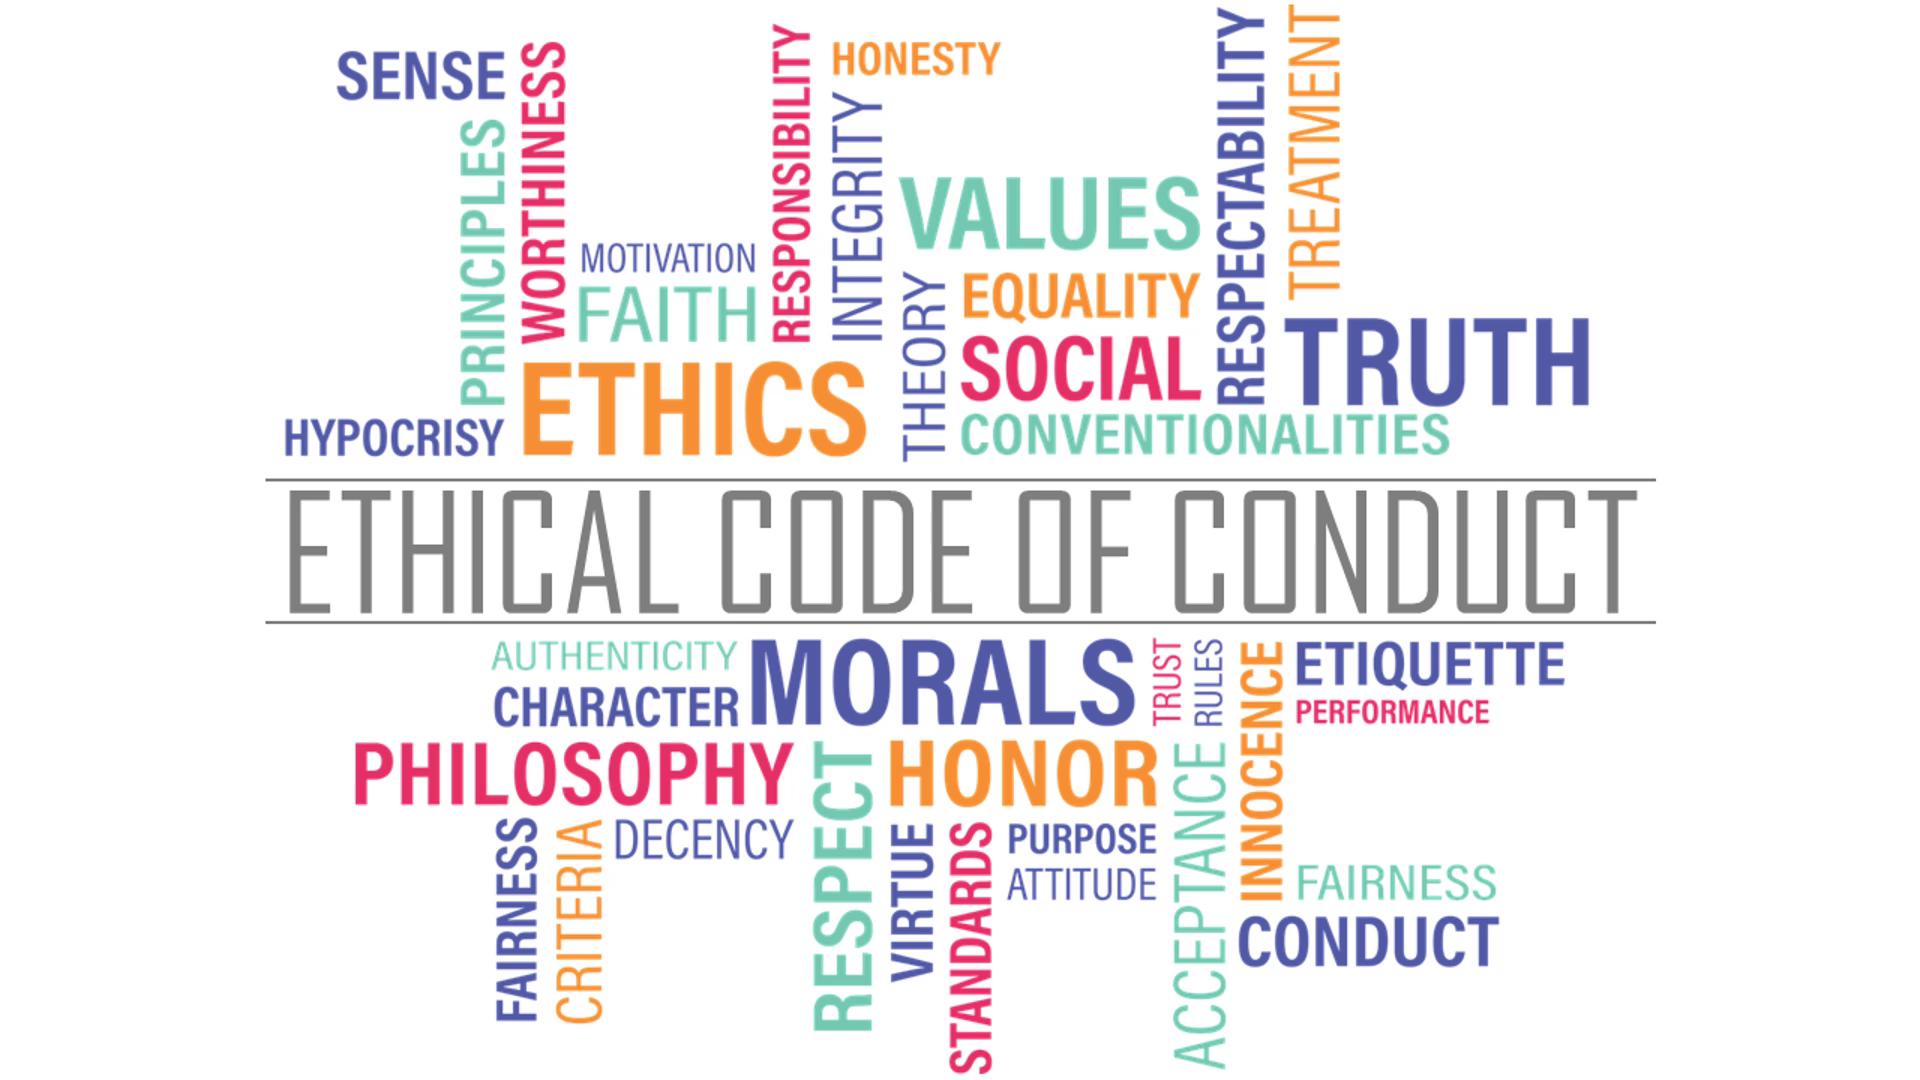 SENSE
PRINCIPLES
WORTHINESS
MOTIVATION
FAITH
RESPONSIBILITY
HONESTY
INTEGRITY
VALUES
THEORY
EQUALITY
SOCIAL
RESPECTABILITY
TREATMENT
TRUTH
HYPOCRISY
ETHICS
CONVENTIONALITIES
ETHICAL CODE OF CONDUCT
AUTHENTICITY
CHARACTER
MORALS
TRUST
RULES
INNOCENCE
ETIQUETTE
PERFORMANCE
PHILOSOPHY
RESPECT
HONOR
ACCEPTANCE
FAIRNESS
CRITERIA
DECENCY
VIRTUE
STANDARDS
PURPOSE
ATTITUDE
FAIRNESS
CONDUCT